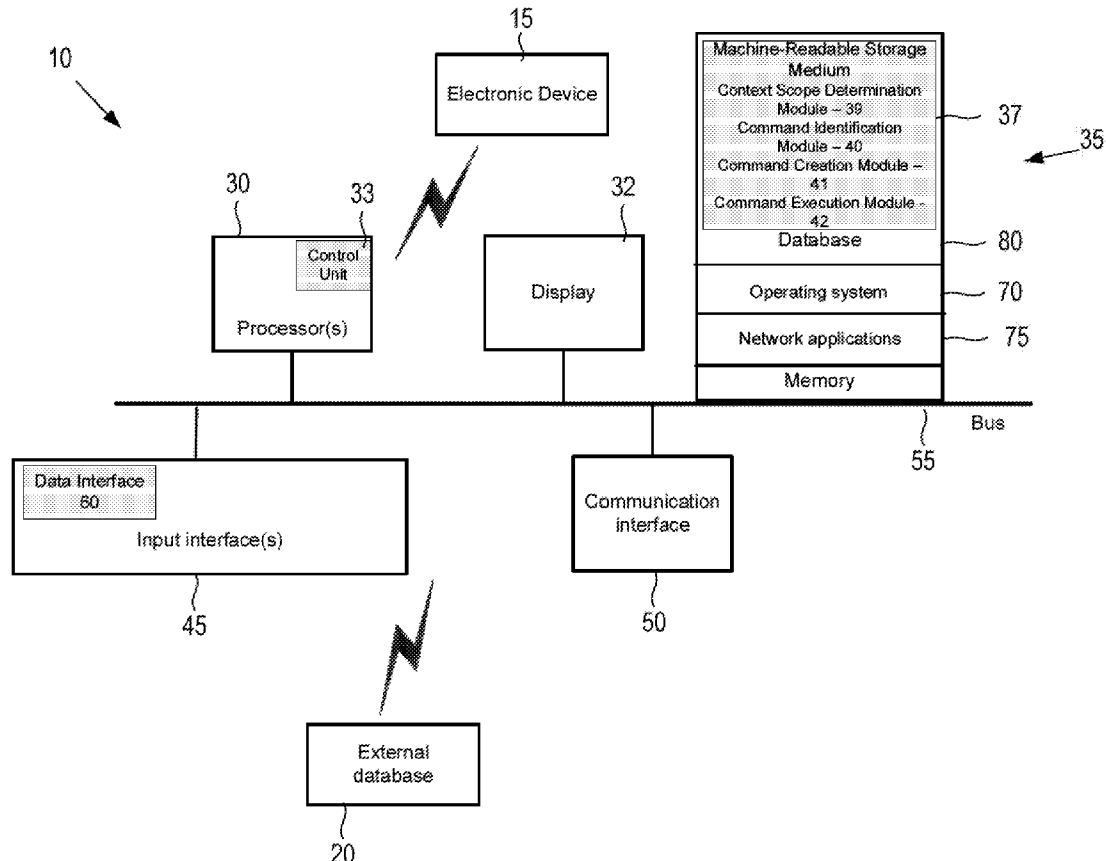 10
15
Electronic Device
Machine-Readable Storage
Medium
Context Scope Determination
Module – 39
Command Identification
Module – 40
Command Creation Module –
41
Command Execution Module -
42
37
35
Database
80
Operating system
70
Network applications
75
Memory
30
33
Control
Unit
Processor(s)
32
Display
Bus
55
Data Interface
60
Input interface(s)
45
Communication
interface
50
External
database
20